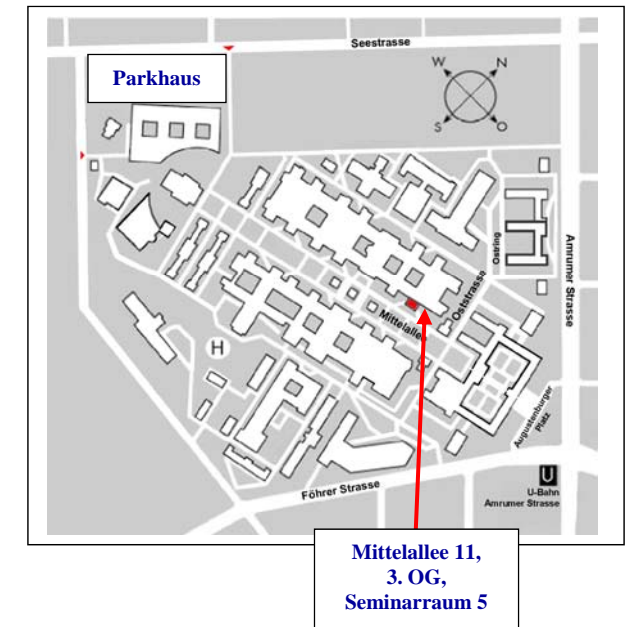 Seestrasse
Parkhaus
W
N
S
O
Ostring
Amrumer Strasse
Oststrasse
Mittelallee
H
Augustenburger
Platz
U
U-Bahn
Amrumer Strasse
Föhrer Strasse
Mittelallee 11,
3. OG,
Seminarraum 5